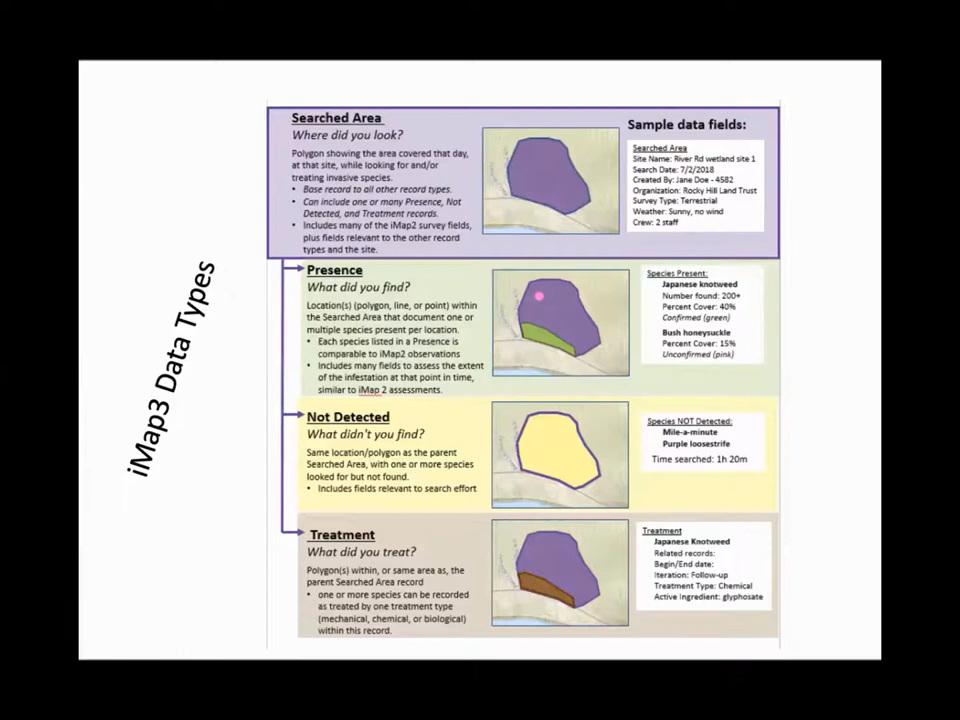 iMap3 Data Types
Searched Area
Where did you look?
Polygon showing the area covered that day,
at that site, while looking for and/or
treating invasive species.
• Base record to all other record types.
• Can include one or many Presence, Not
Detected, and Treatment records.
• Includes many of the iMap2 survey fields,
plus fields relevant to the other record
types and the site.
Sample data fields:
Searched Area
Site Name: River Rd wetland site 1
Search Date: 7/2/2018
Created By: Jane Doe - 4582
Organization: Rocky Hill Land Trust
Survey Type: Terrestrial
Weather: Sunny, no wind
Crew: 2 staff
Presence
What did you find?
Location(s) (polygon, line, or point) within
the Searched Area that document one or
multiple species present per location.
• Each species listed in a Presence is
comparable to iMap2 observations
• Includes many fields to assess the extent
of the infestation at that point in time,
similar to iMap 2 assessments.
Species Present:
Japanese knotweed
Number found: 200+
Percent Cover: 40%
Confirmed (green)
Bush honeysuckle
Percent Cover: 15%
Unconfirmed (pink)
Not Detected
What didn't you find?
Same location/polygon as the parent
Searched Area, with one or more species
looked for but not found.
• Includes fields relevant to search effort
Species NOT Detected:
Mile-a-minute
Purple loosestrife
Time searched: 1h 20m
Treatment
What did you treat?
Polygon(s) within, or same area as, the
parent Searched Area record
• one or more species can be recorded
as treated by one treatment type
(mechanical, chemical, or biological)
within this record.
Treatment
Japanese Knotweed
Related records:
Begin/End date:
Iteration: Follow-up
Treatment Type: Chemical
Active Ingredient: glyphosate